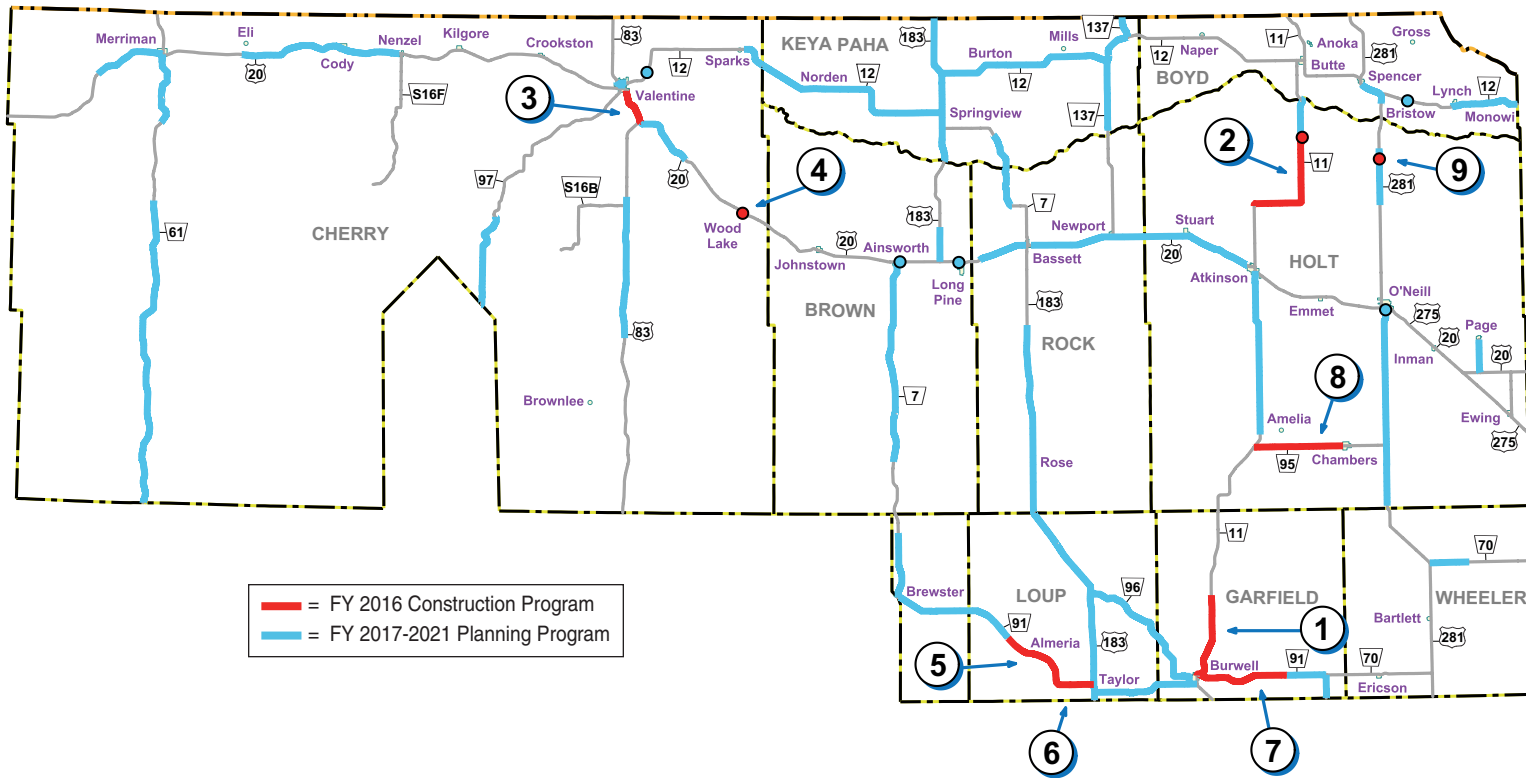 Merriman
Eli
20
Cody
Nenzel
Kilgore
Crookston
83
12
Sparks
S16F
3
Valentine
KEYA PAHA
183
Burton
Mills
137
12
Norden
12
Springview
137
12
Naper
BOYD
11
Anoka
Butte
281
Gross
Spencer
Lynch
12
Bristow
Monowi
2
11
9
281
61
CHERRY
97
S16B
20
4
Wood
Lake
183
Johnstown
20
Ainsworth
Long
Pine
7
Newport
Bassett
Stuart
20
Atkinson
HOLT
O'Neill
Emmet
275
20
Page
20
Inman
Ewing
275
83
BROWN
183
ROCK
8
Brownlee
7
Amelia
95
Chambers
Rose
11
70
= FY 2016 Construction Program
= FY 2017-2021 Planning Program
Brewster
91
Almeria
LOUP
96
183
Taylor
5
6
GARFIELD
1
Burwell
91
7
WHEELER
Bartlett
281
70
Ericson